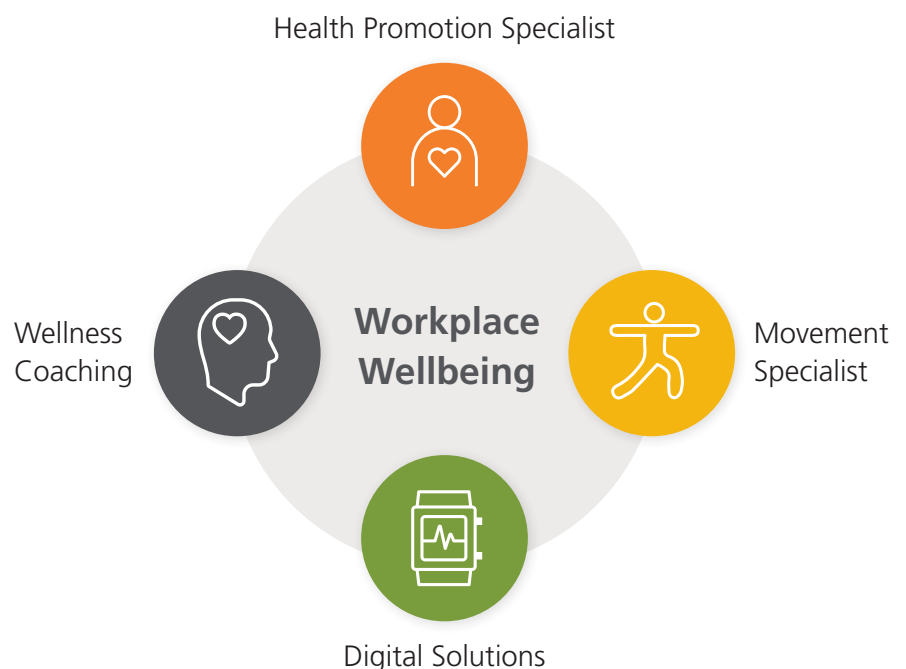 Health Promotion Specialist
Wellness
Coaching
Workplace
Wellbeing
Movement
Specialist
Digital Solutions